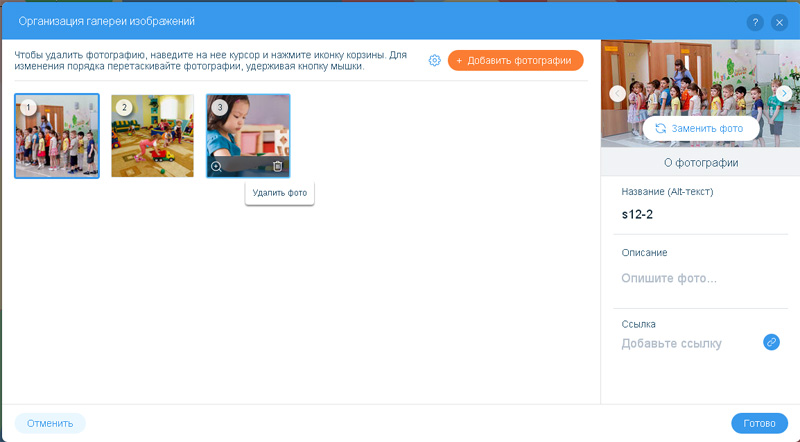 Организация галереи изображений
?
Чтобы удалить фотографию, наведите на нее курсор и нажмите иконку корзины. Для
изменения порядка перетаскивайте фотографии, удерживая кнопку мышки.
+ Добавить фотографии
1
2
3
Удалить фото
Заменить фото
О фотографии
Название (Alt-текст)
s12-2
Описание
Опишите фото...
Ссылка
Добавьте ссылку
Отменить
Готово